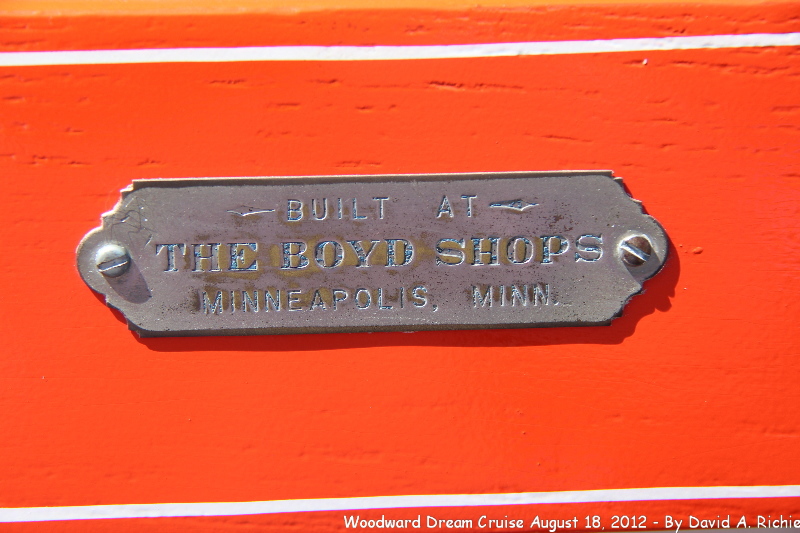 BUILT AT
THE BOYD SHOPS
MINNEAPOLIS, MINN.
Woodward Dream Cruise August 18, 2012 - By David A. Richie